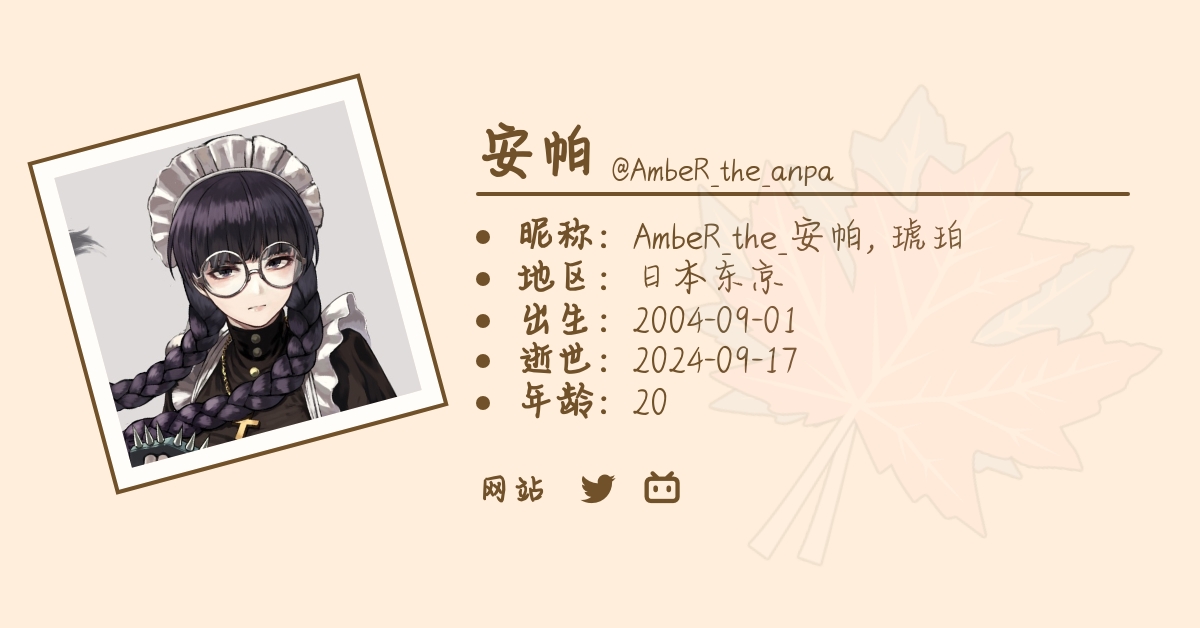 安帕 @AmbeR_the_anpa
昵称： AmbeR_the_安帕, 琥珀
地区： 日本东京
出生： 2004-09-01
逝世： 2024-09-17
年龄： 20
网站